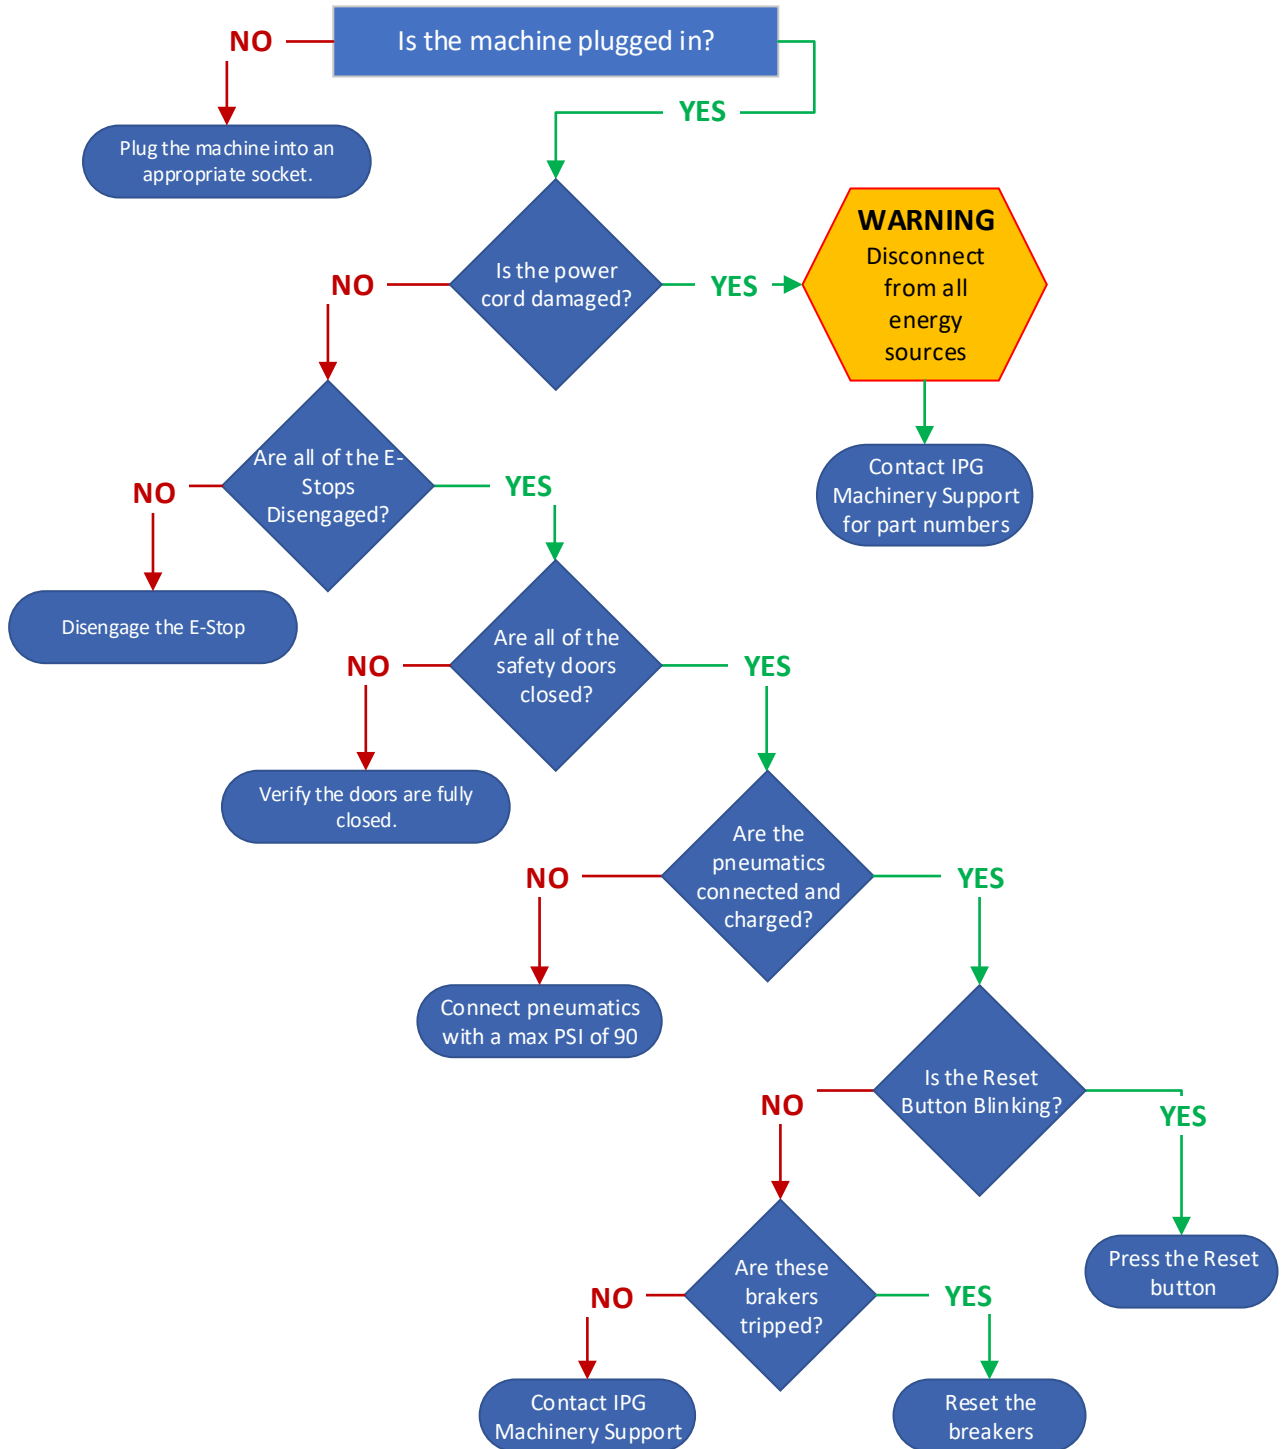 Is the machine plugged in?
NO
YES
Plug the machine into an
appropriate socket.
WARNING
Disconnect
from all
energy
sources
Is the power
cord damaged?
NO
YES
Contact IPG
Machinery Support
for part numbers
Are all of the E-
Stops
Disengaged?
NO
YES
Disengage the E-Stop
Are all of the
safety doors
closed?
NO
YES
Verify the doors are fully
closed.
Are the
pneumatics
connected and
charged?
NO
YES
Connect pneumatics
with a max PSI of 90
Is the Reset
Button Blinking?
NO
YES
Press the Reset
button
Are these
brakers
tripped?
NO
YES
Contact IPG
Machinery Support
Reset the
breakers